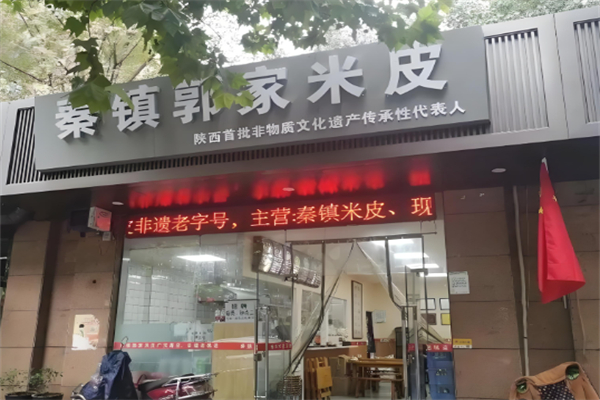 秦镇郭家米皮
陕西首批非物质文化遗产传承性代表人
非遗老字号，主营:秦镇米皮、现